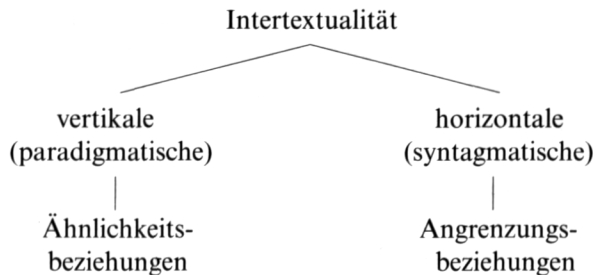 Intertextualität
vertikale
(paradigmatische)
horizontale
(syntagmatische)
Ähnlichkeits-
beziehungen
Angrenzungs-
beziehungen